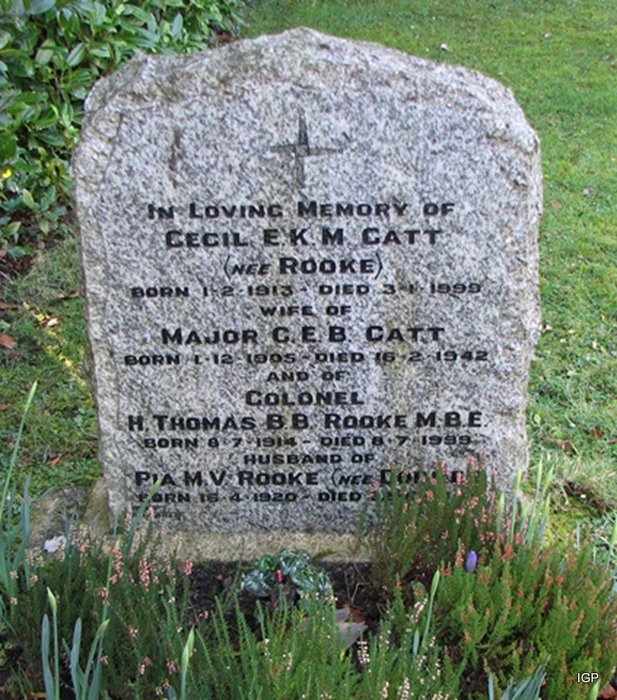 IN LOVING MEMORY OF
CECIL E.K.M. CATT
(NEE ROOKE)
BORN 1-2-1913 - DIED 3-1-1999
WIFE OF
MAJOR C.E.B. CATT
BORN 1-12-1905 - DIED 16-2-1942
AND OF
COLONEL
H. THOMAS B.B. ROOKE M.B.E.
BORN 8-7-1914 - DIED 8-7-1999
HUSBAND OF
PIA M.V. ROOKE (NEE
BORN 16-4-1920 - DIED
IGP